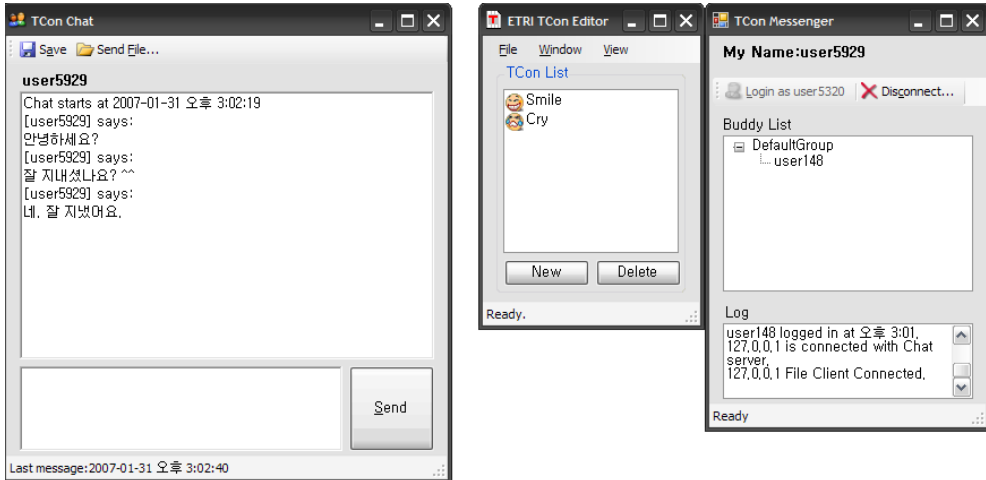 TCon Chat
Save Send File...
user5929
Chat starts at 2007-01-31 오후 3:02:19
[user5929] says:
안녕하세요?
[user5929] says:
잘 지내셨나요? ^^
[user5929] says:
네, 잘 지냈어요.
Send
Last message:2007-01-31 오후 3:02:40
ETRI TCon Editor
File Window View
TCon List
Smile
Cry
New Delete
Ready.
TCon Messenger
My Name:user5929
Login as user5320 Disconnect...
Buddy List
DefaultGroup
user148
Log
user148 logged in at 오후 3:01,
127,0,0,1 is connected with Chat
server,
127,0,0,1 File Client Connected,
Ready